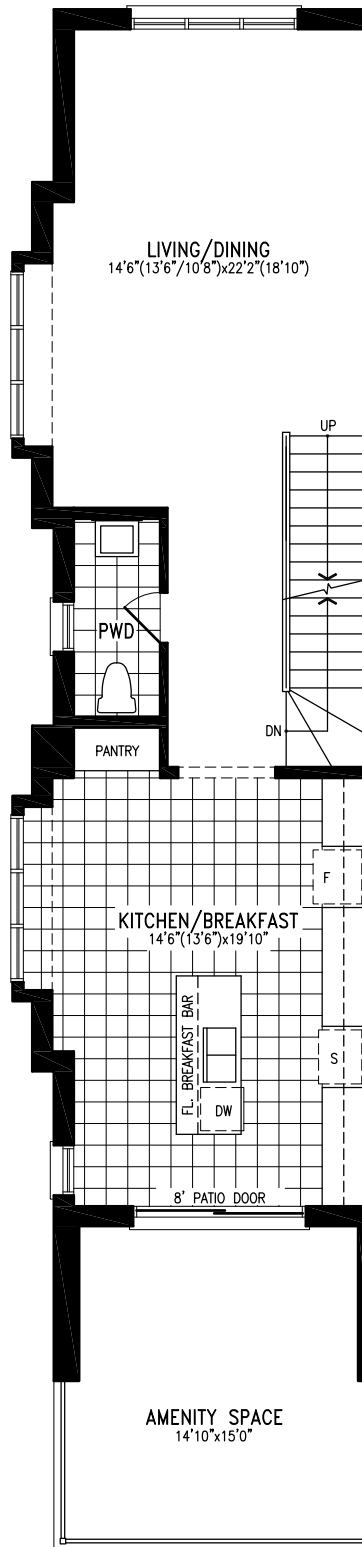 LIVING/DINING
14'6"(13'6"/10'8")x22'2"(18'10")
UP
PWD
DN
PANTRY
F
KITCHEN/BREAKFAST
14'6"(13'6")x19'10"
FL. BREAKFAST BAR
S
DW
8' PATIO DOOR
AMENITY SPACE
14'10"x15'0"